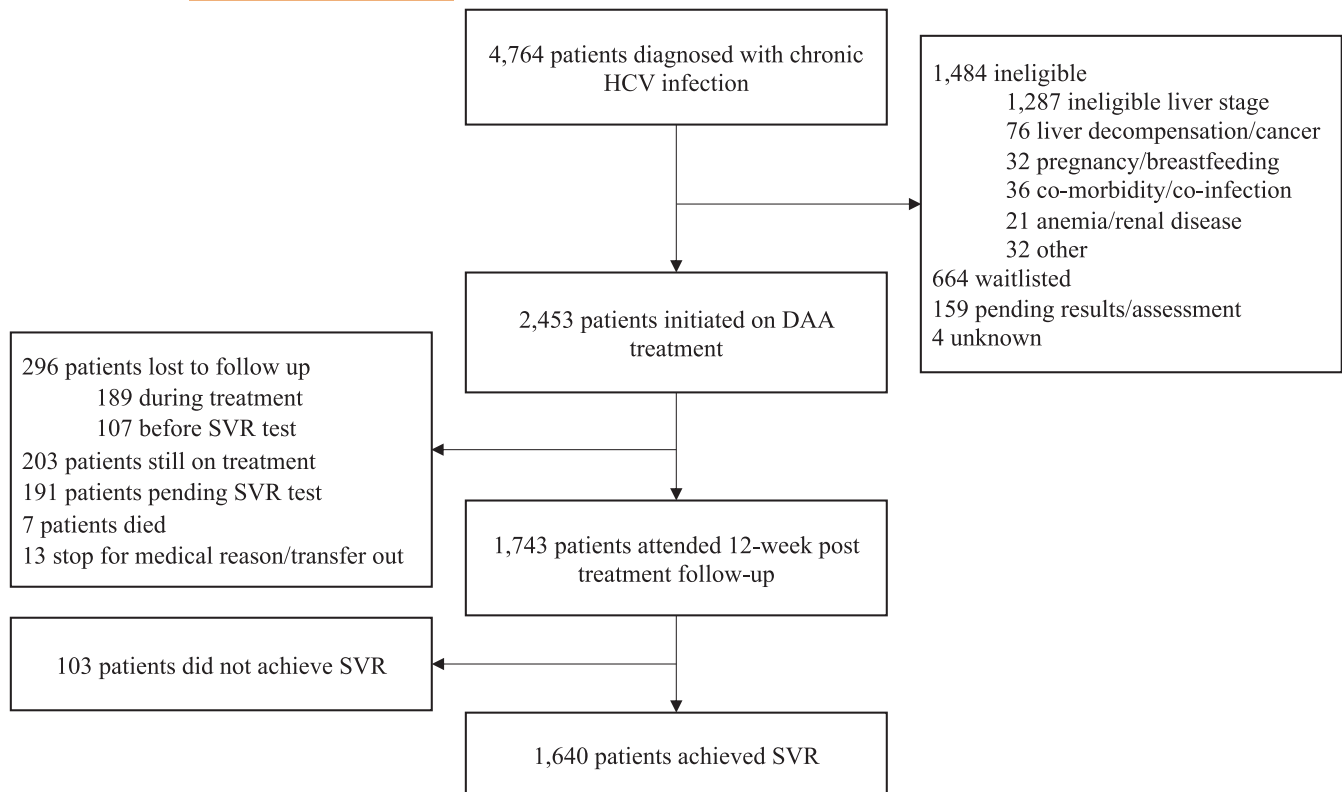 4,764 patients diagnosed with chronic
HCV infection
1,484 ineligible
1,287 ineligible liver stage
76 liver decompensation/cancer
32 pregnancy/breastfeeding
36 co-morbidity/co-infection
21 anemia/renal disease
32 other
664 waitlisted
159 pending results/assessment
4 unknown
2,453 patients initiated on DAA
treatment
296 patients lost to follow up
189 during treatment
107 before SVR test
203 patients still on treatment
191 patients pending SVR test
7 patients died
13 stop for medical reason/transfer out
1,743 patients attended 12-week post
treatment follow-up
103 patients did not achieve SVR
1,640 patients achieved SVR